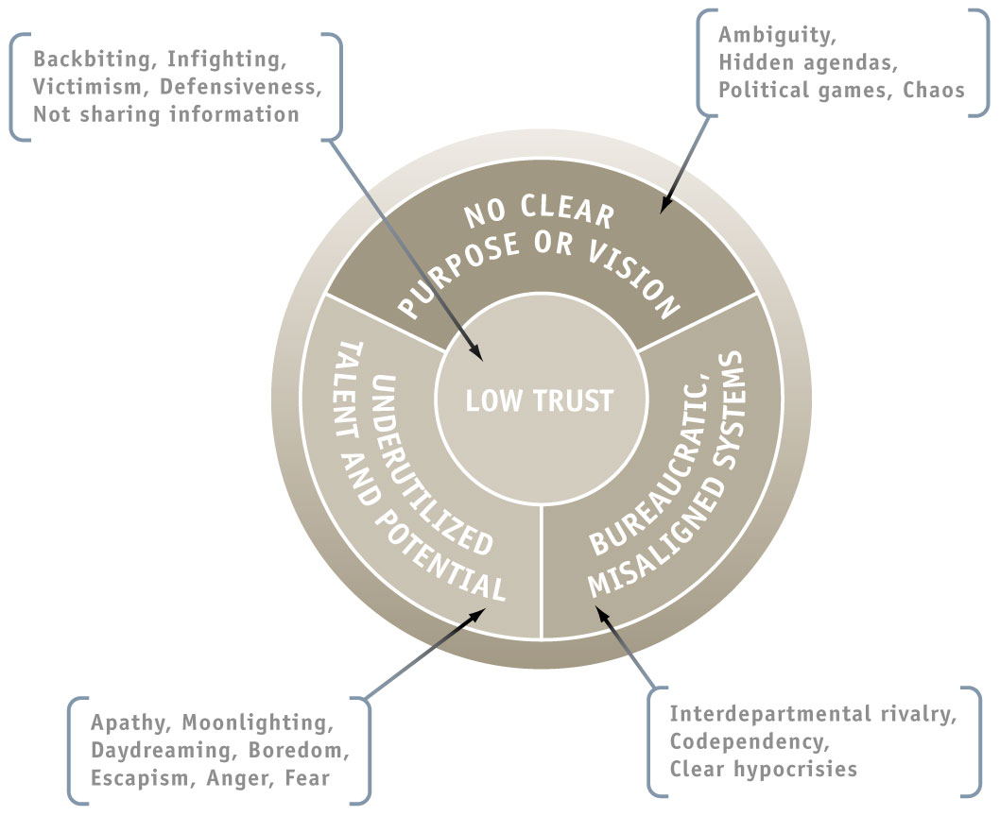 Backbiting, Infighting,
Victimism, Defensiveness,
Not sharing information
Ambiguity,
Hidden agendas,
Political games, Chaos
NO CLEAR
PURPOSE OR VISION
LOW TRUST
UNDERUTILIZED
TALENT AND POTENTIAL
BUREAUCRATIC,
MISALIGNED SYSTEMS
Apathy, Moonlighting,
Daydreaming, Boredom,
Escapism, Anger, Fear
Interdepartmental rivalry,
Codependency,
Clear hypocrisies